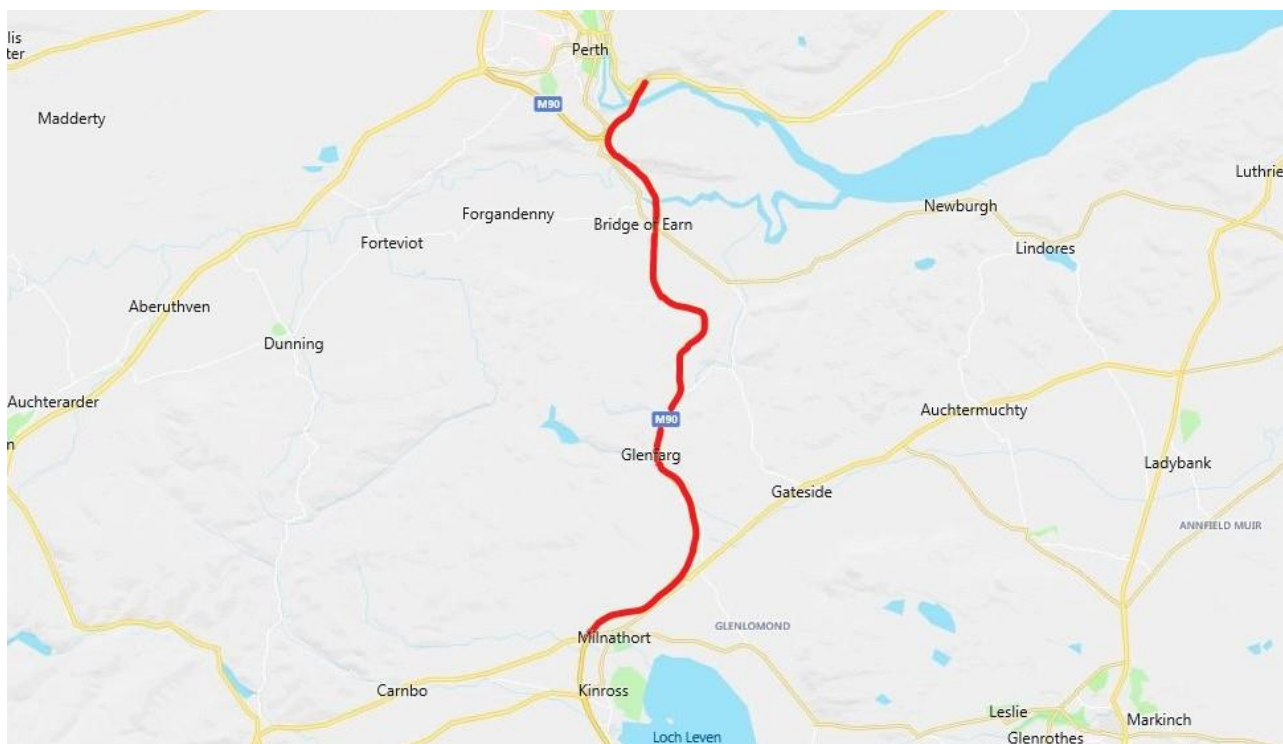 llis
ter
Perth
M90
Madderty
Luthrie
Forgandenny
Newburgh
Bridge of Earn
Forteviot
Lindores
Aberuthven
Dunning
Auchterarder
Auchtermuchty
M90
n
Glenfarg
Ladybank
Gateside
ANNFIELD MUIR
GLENLOMOND
Milnathort
Carnbo
Kinross
Leslie
Markinch
Loch Leven
Glenrothes